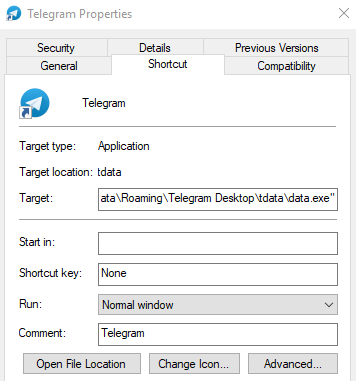 Telegram Properties
Security Details Previous Versions
General Shortcut Compatibility
Telegram
Target type: Application
Target location: tdata
Target: ata\Roaming\Telegram Desktop\tdata\data.exe"
Start in:
Shortcut key: None
Run: Normal window
Comment: Telegram
Open File Location Change Icon... Advanced...